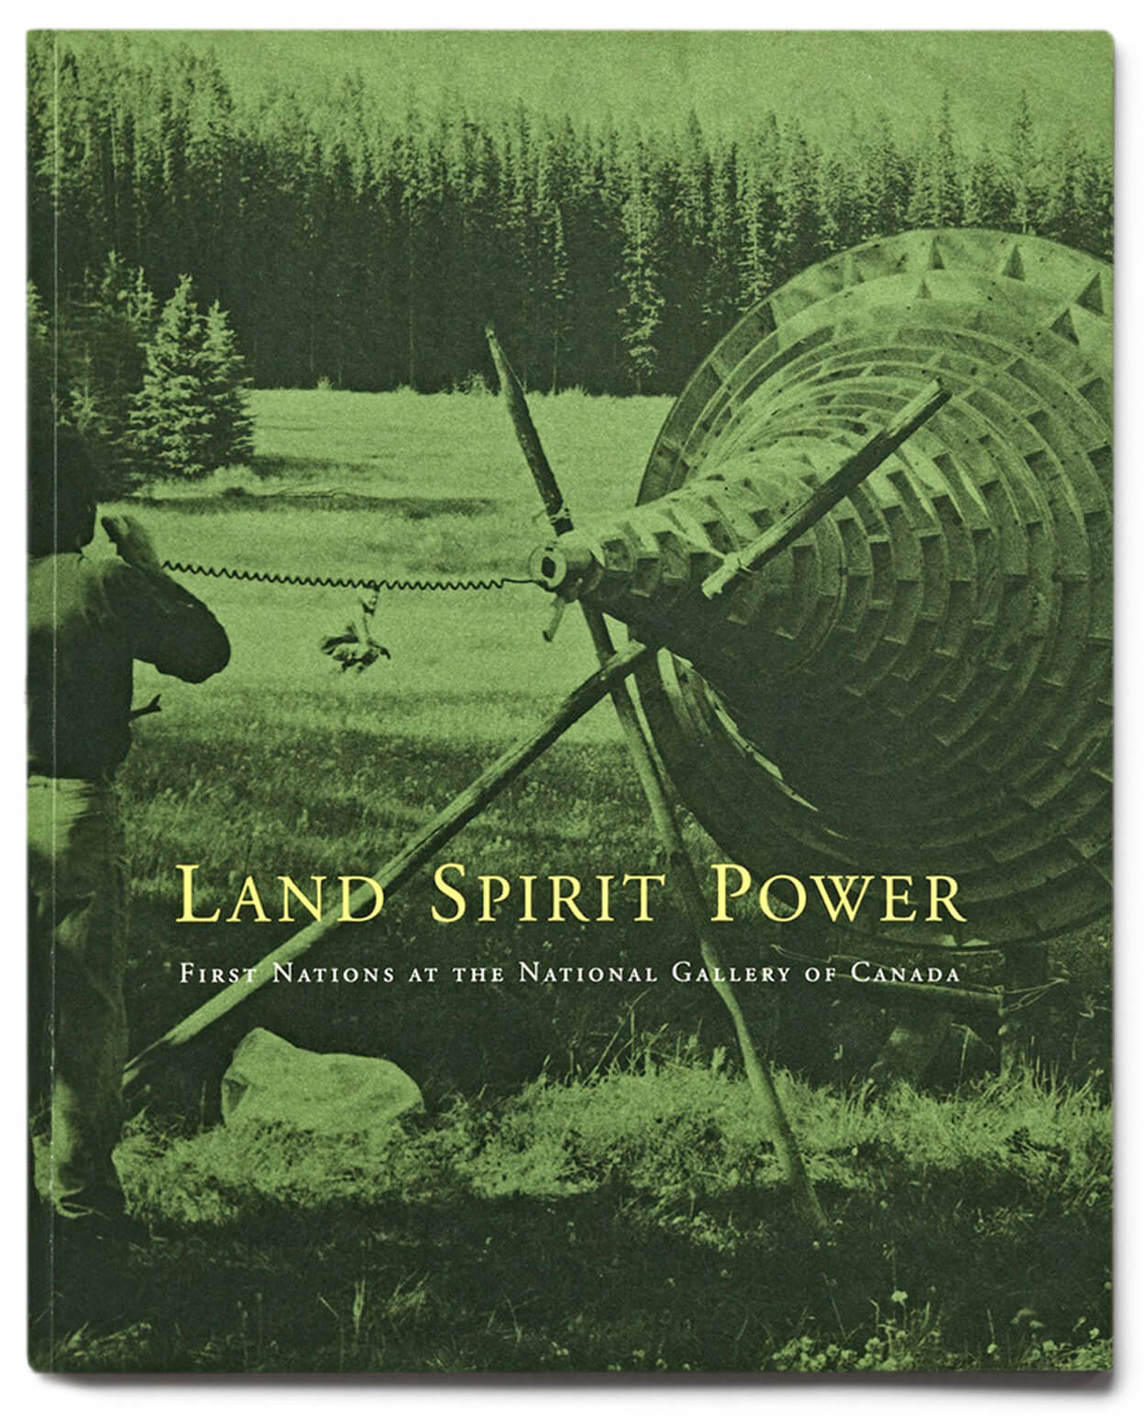 LAND SPIRIT POWER
FIRST NATIONS AT THE NATIONAL GALLERY OF CANADA